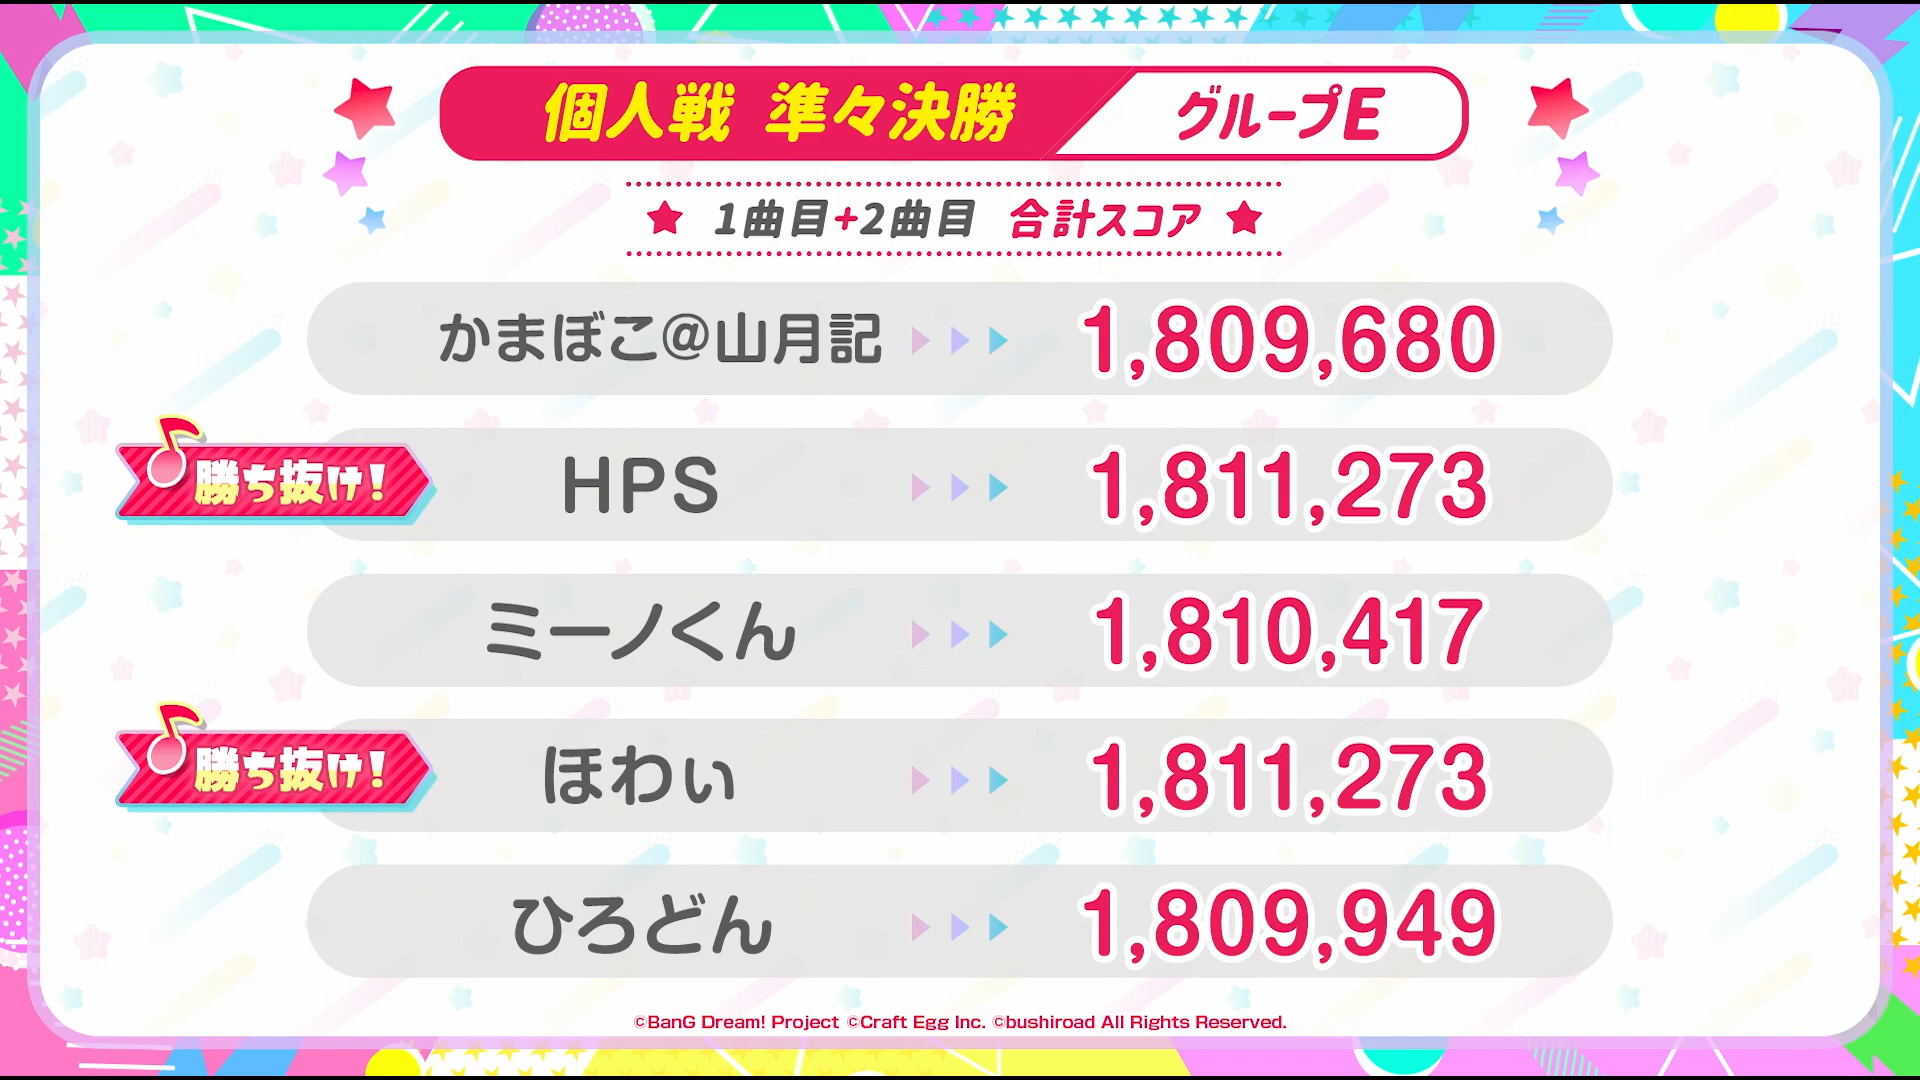 個人戦 準々決勝 グループE
★ 1曲目+2曲目 合計スコア ★
かまぼこ@山月記 1,809,680
勝ち抜け! HPS 1,811,273
ミーノくん 1,810,417
勝ち抜け! ほわぃ 1,811,273
ひろどん 1,809,949
©BanG Dream! Project ©Craft Egg Inc. ©bushiroad All Rights Reserved.